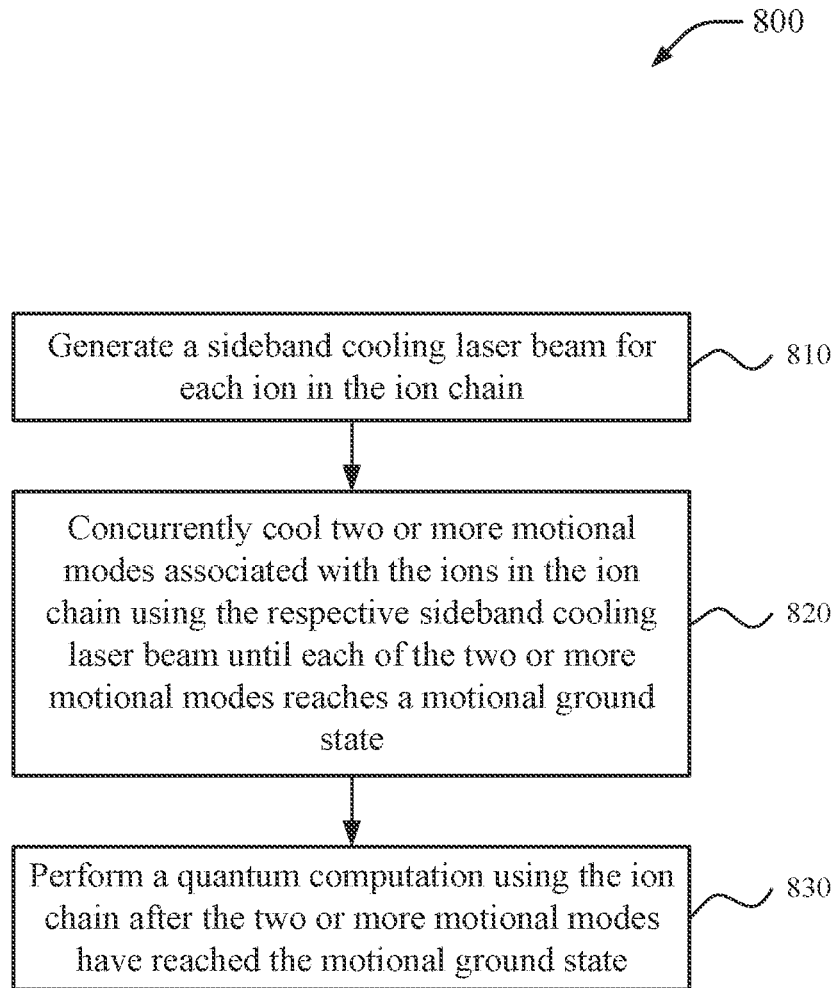 800
Generate a sideband cooling laser beam for
each ion in the ion chain
810
Concurrently cool two or more motional
modes associated with the ions in the ion
chain using the respective sideband cooling
laser beam until each of the two or more
motional modes reaches a motional ground
state
820
Perform a quantum computation using the ion
chain after the two or more motional modes
have reached the motional ground state
830